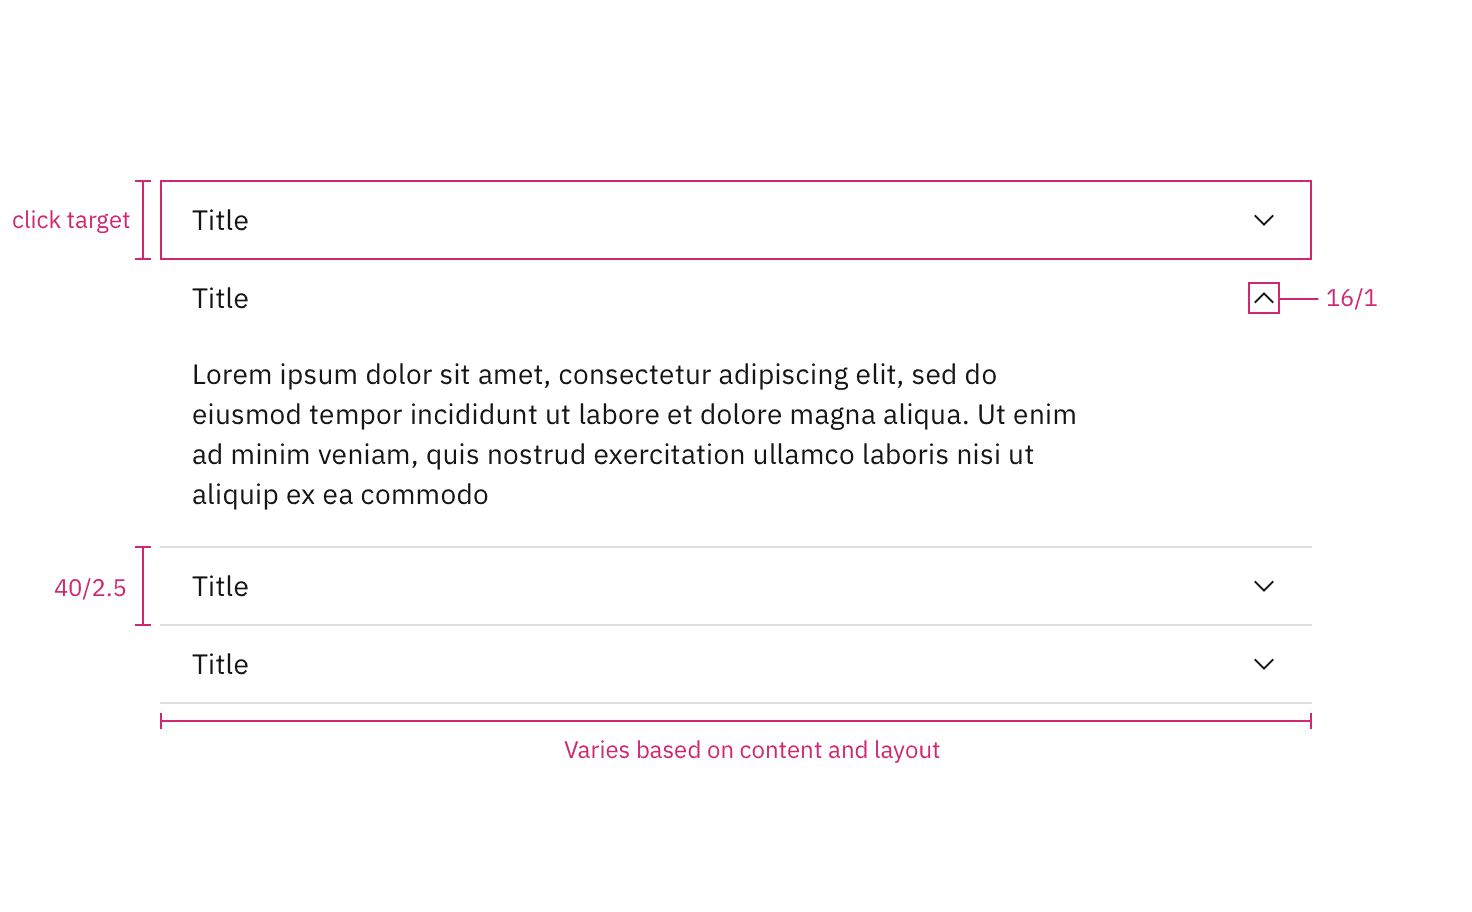 click target
Title
Title
16/1
Lorem ipsum dolor sit amet, consectetur adipiscing elit, sed do
eiusmod tempor incididunt ut labore et dolore magna aliqua. Ut enim
ad minim veniam, quis nostrud exercitation ullamco laboris nisi ut
aliquip ex ea commodo
40/2.5
Title
Title
Varies based on content and layout